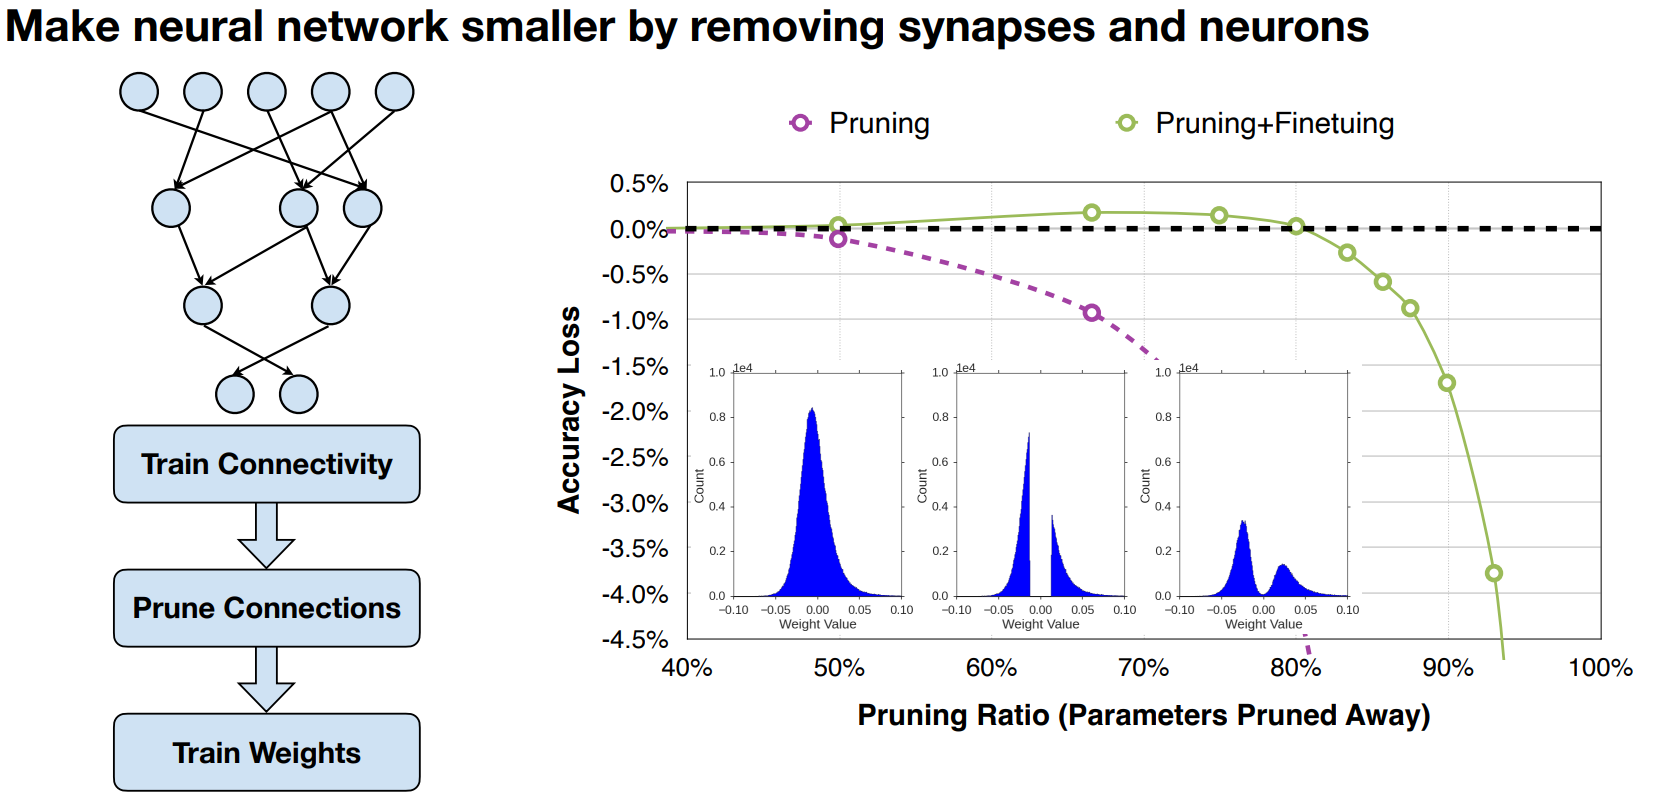 Make neural network smaller by removing synapses and neurons
Train Connectivity
Prune Connections
Train Weights
Pruning
Pruning+Finetuing
Accuracy Loss
0.5%
0.0%
-0.5%
-1.0%
-1.5%
-2.0%
-2.5%
-3.0%
-3.5%
-4.0%
-4.5%
1e4
1.0
0.8
0.6
0.4
0.2
0.0
Count
−0.10 −0.05 0.00 0.05 0.10
Weight Value
1e4
1.0
0.8
0.6
0.4
0.2
0.0
Count
−0.10 −0.05 0.00 0.05 0.10
Weight Value
1e4
1.0
0.8
0.6
0.4
0.2
0.0
Count
−0.10 −0.05 0.00 0.05 0.10
Weight Value
40% 50% 60% 70% 80% 90% 100%
Pruning Ratio (Parameters Pruned Away)